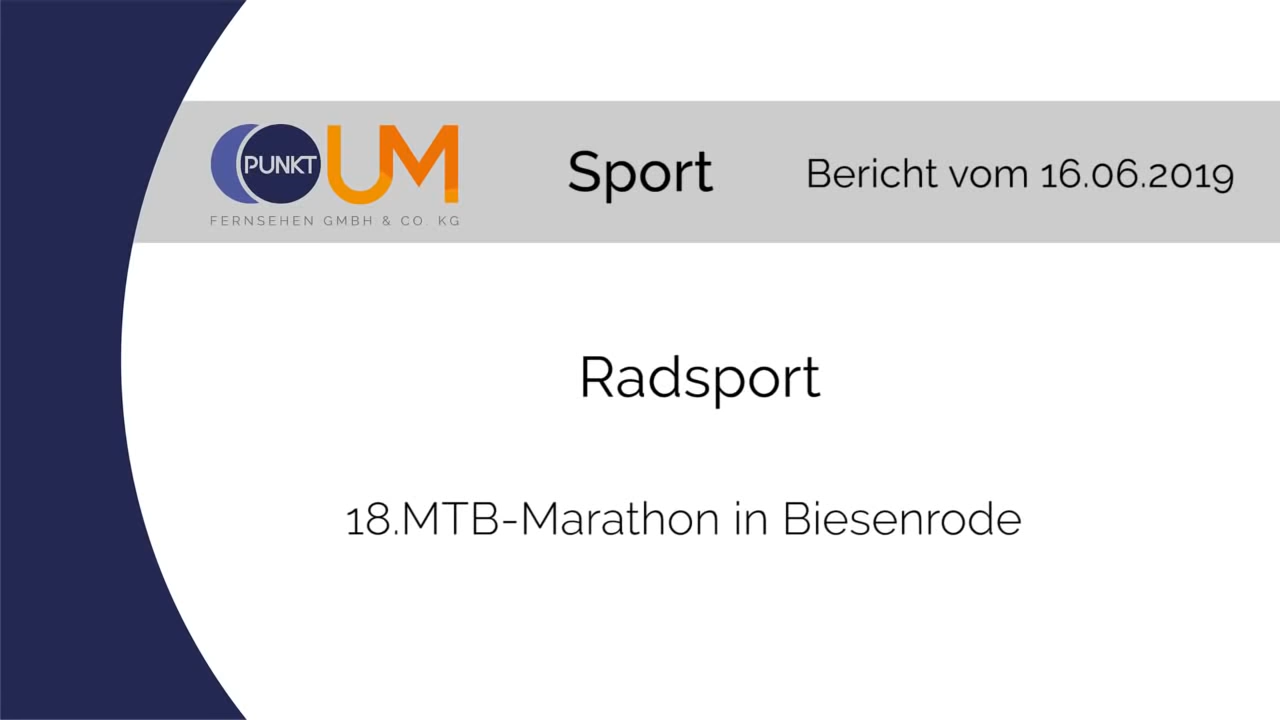 PUNKT UM
FERNSEHEN GMBH & CO. KG
Sport
Bericht vom 16.06.2019
Radsport
18.MTB-Marathon in Biesenrode